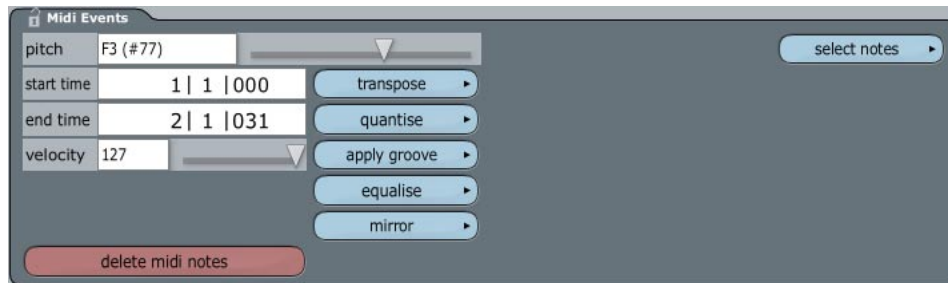 Midi Events
pitch F3 (#77) select notes
start time 1| 1 |000 transpose
end time 2| 1 |031 quantise
velocity 127 apply groove
equalise
mirror
delete midi notes